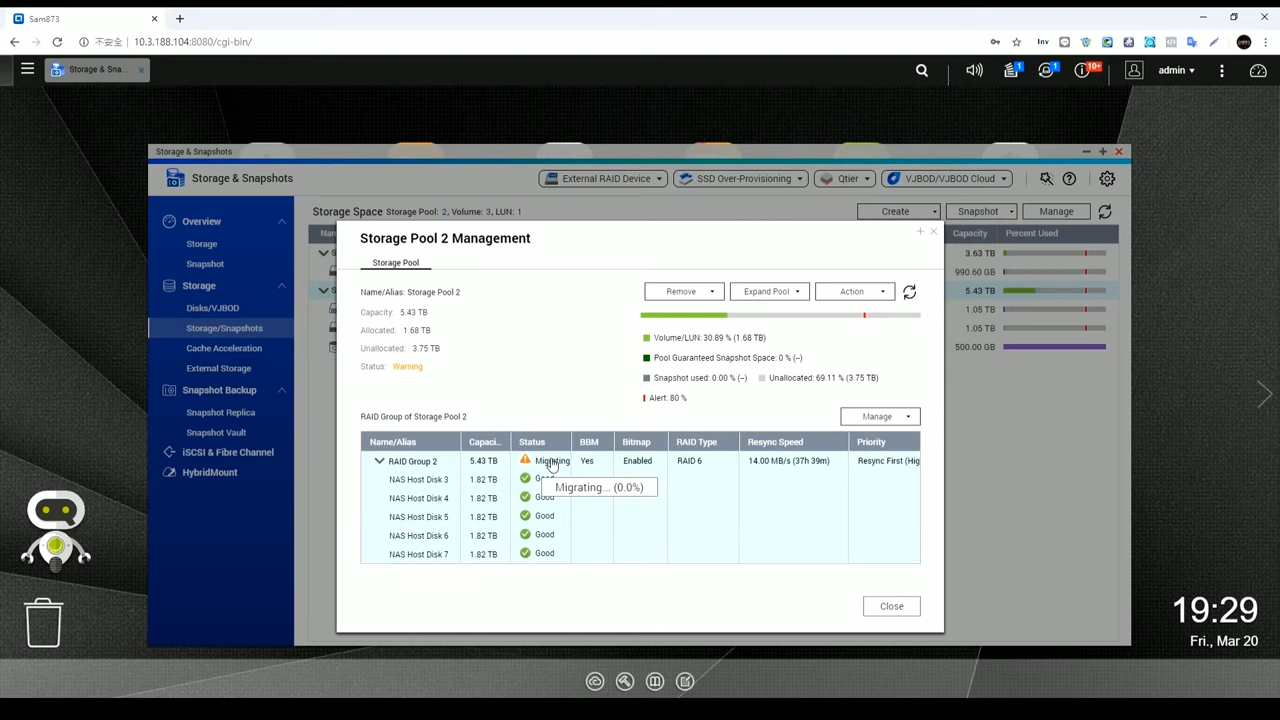 Sam873
不安全 10.3.188.104:8080/cgi-bin/
Inv
Storage & Sna...
1
1
10+
admin
Storage & Snapshots
Storage & Snapshots
External RAID Device
SSD Over-Provisioning
Qtier
VJBOD/VJBOD Cloud
Overview
Storage
Snapshot
Storage
Disks/VJBOD
Storage/Snapshots
Cache Acceleration
External Storage
Snapshot Backup
Snapshot Replica
Snapshot Vault
iSCSI & Fibre Channel
HybridMount
Storage Space Storage Pool: 2, Volume: 3, LUN: 1
Create
Snapshot
Manage
Capacity Percent Used
3.63 TB
990.60 GB
5.43 TB
1.05 TB
1.05 TB
500.00 GB
Storage Pool 2 Management
Storage Pool
Name/Alias: Storage Pool 2
Remove
Expand Pool
Action
Capacity: 5.43 TB
Allocated: 1.68 TB
Unallocated: 3.75 TB
Status: Warning
Volume/LUN: 30.89 % (1.68 TB)
Pool Guaranteed Snapshot Space: 0 % (--)
Snapshot used: 0.00 % (--)
Unallocated: 69.11 % (3.75 TB)
Alert: 80 %
RAID Group of Storage Pool 2
Manage
Name/Alias Capaci... Status BBM Bitmap RAID Type Resync Speed Priority
RAID Group 2 5.43 TB Migrating Yes Enabled RAID 6 14.00 MB/s (37h 39m) Resync First (Hig
NAS Host Disk 3 1.82 TB
Migrating... (0.0%)
NAS Host Disk 4 1.82 TB Good
NAS Host Disk 5 1.82 TB Good
NAS Host Disk 6 1.82 TB Good
NAS Host Disk 7 1.82 TB Good
Close
19:29
Fri., Mar 20